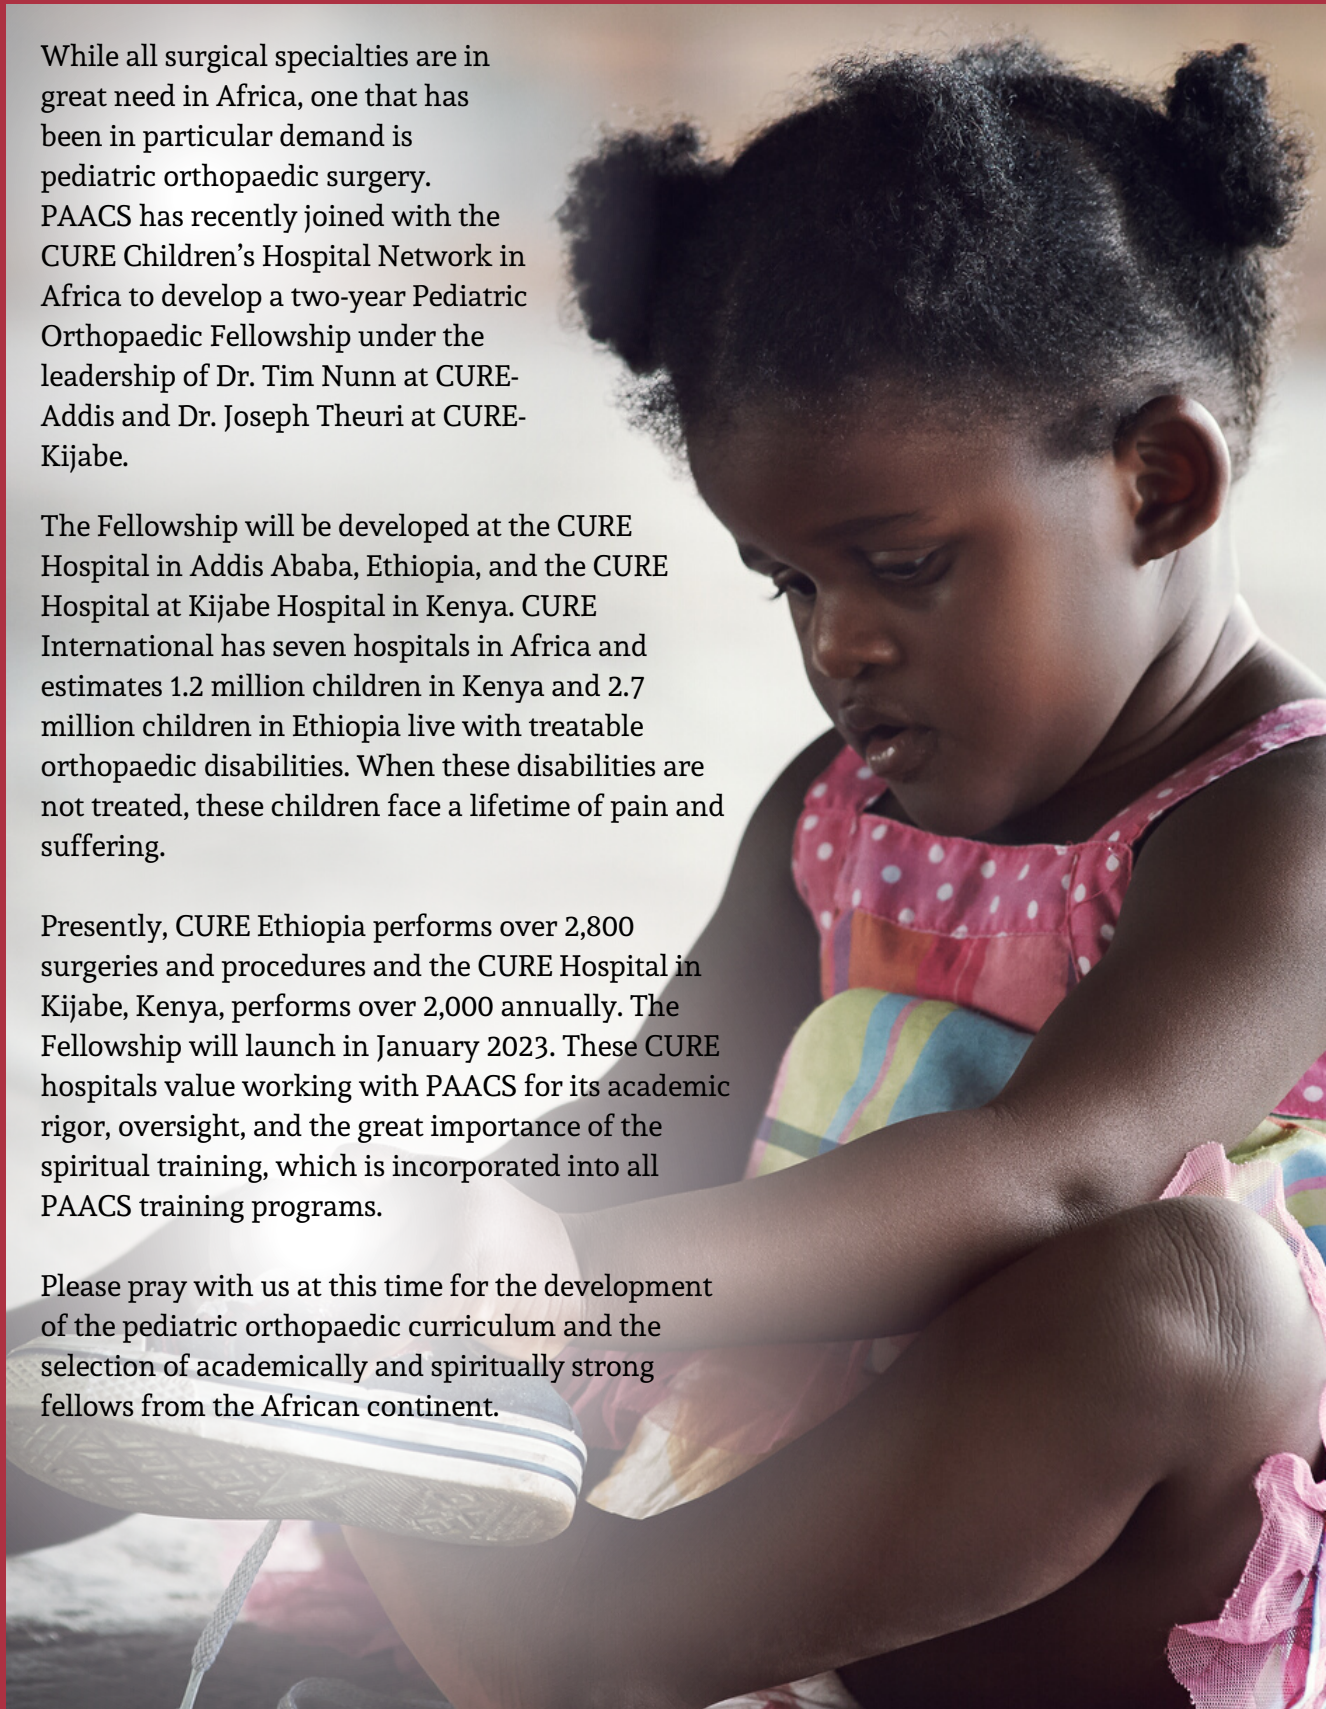 While all surgical specialties are in
great need in Africa, one that has
been in particular demand is
pediatric orthopaedic surgery.
PAACS has recently joined with the
CURE Children's Hospital Network in
Africa to develop a two-year Pediatric
Orthopaedic Fellowship under the
leadership of Dr. Tim Nunn at CURE-
Addis and Dr. Joseph Theuri at CURE-
Kijabe.
The Fellowship will be developed at the CURE
Hospital in Addis Ababa, Ethiopia, and the CURE
Hospital at Kijabe Hospital in Kenya. CURE
International has seven hospitals in Africa and
estimates 1.2 million children in Kenya and 2.7
million children in Ethiopia live with treatable
orthopaedic disabilities. When these disabilities are
not treated, these children face a lifetime of pain and
suffering.
Presently, CURE Ethiopia performs over 2,800
surgeries and procedures and the CURE Hospital in
Kijabe, Kenya, performs over 2,000 annually. The
Fellowship will launch in January 2023. These CURE
hospitals value working with PAACS for its academic
rigor, oversight, and the great importance of the
spiritual training, which is incorporated into all
PAACS training programs.
Please pray with us at this time for the development
of the pediatric orthopaedic curriculum and the
selection of academically and spiritually strong
fellows from the African continent.